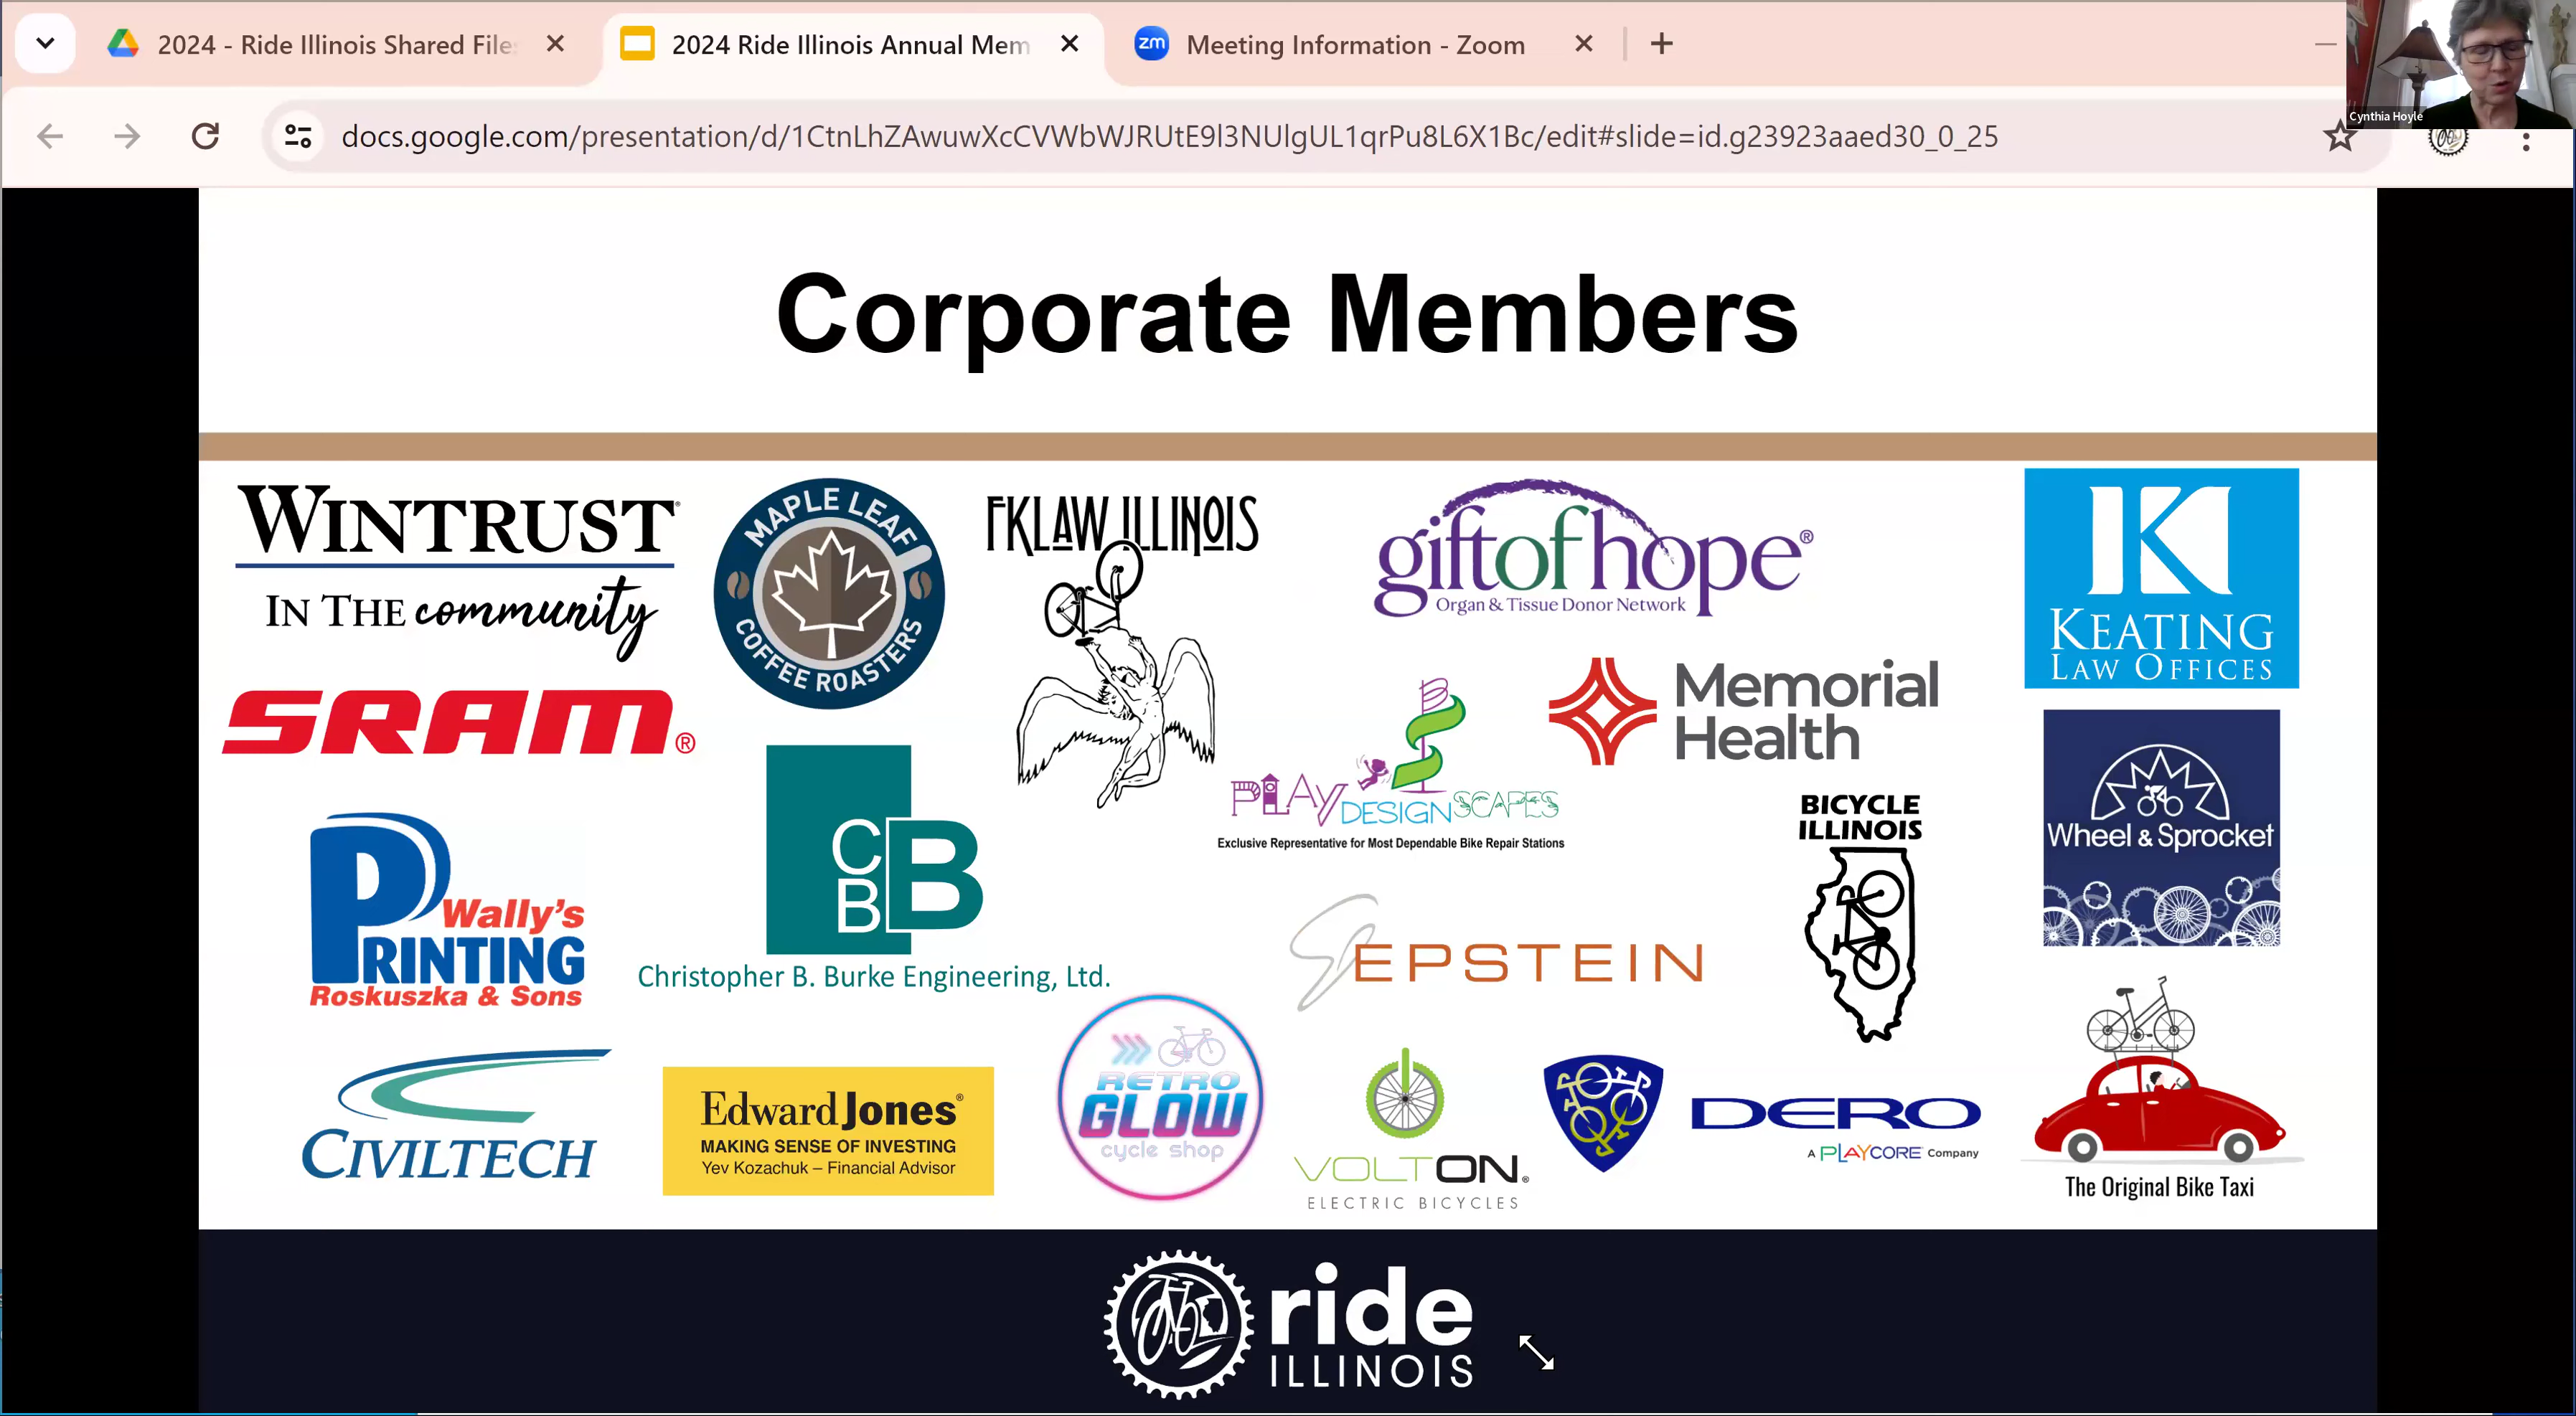 2024 - Ride Illinois Shared File
2024 Ride Illinois Annual Mem
zm
Meeting Information - Zoom
docs.google.com/presentation/d/1CtnLhZAwuwXcCVWbWJRUtE9l3NUlgUL1qrPu8L6X1Bc/edit#slide=id.g23923aaed30_0_25
Cynthia Hoyle
Corporate Members
WINTRUST
IN THE community
MAPLE LEAF
COFFEE ROASTERS
FKLAW ILLINOIS
giftofhope®
Organ & Tissue Donor Network
K
KEATING
LAW OFFICES
SRAM®
Memorial
Health
PLAYDESIGNSCAPES
Exclusive Representative for Most Dependable Bike Repair Stations
Wheel & Sprocket
BICYCLE
ILLINOIS
Wally's
PRINTING
Roskuszka & Sons
CBB
Christopher B. Burke Engineering, Ltd.
EPSTEIN
CIVILTECH
Edward Jones®
MAKING SENSE OF INVESTING
Yev Kozachuk – Financial Advisor
RETRO
GLOW
cycle shop
VOLTON®
ELECTRIC BICYCLES
DERO
A PLAYCORE Company
The Original Bike Taxi
ride
ILLINOIS